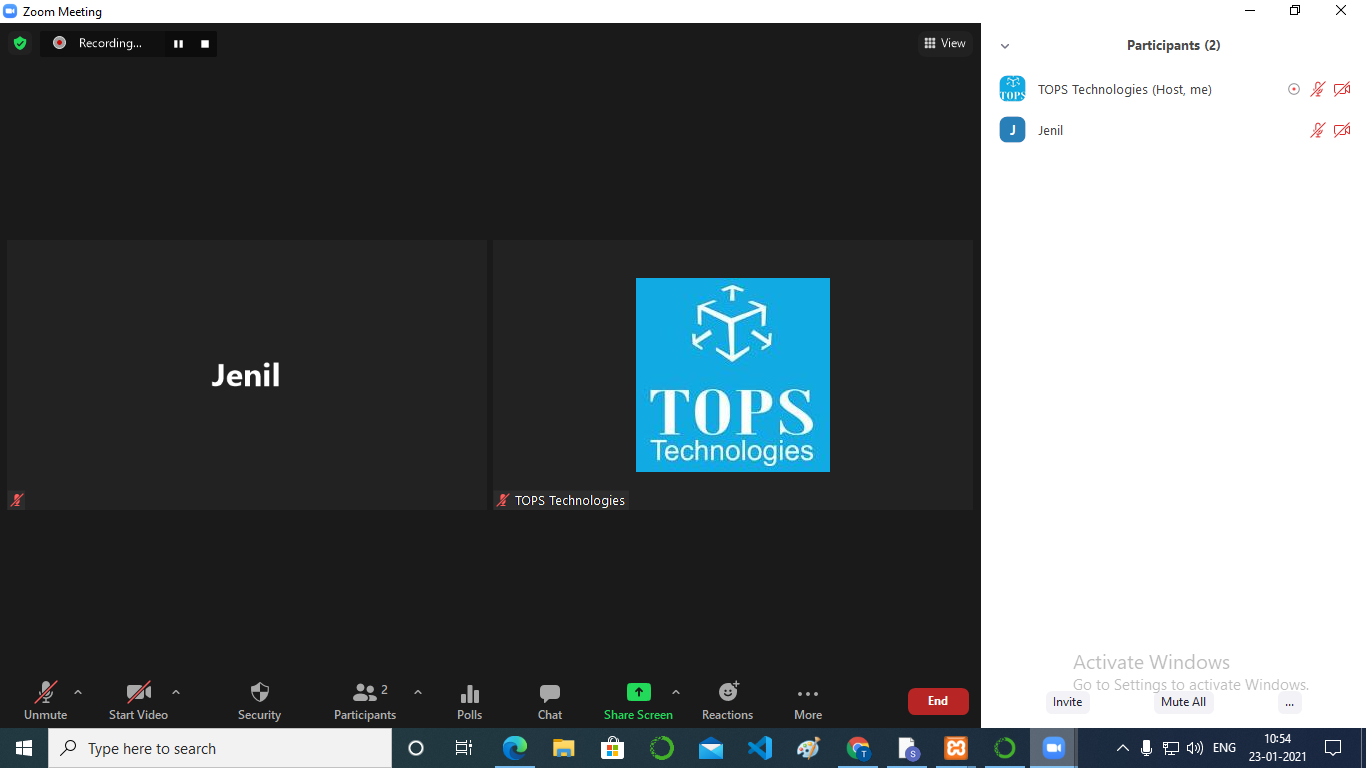 Zoom Meeting
Recording...
View
Participants (2)
TOPS
TOPS Technologies (Host, me)
J
Jenil
Jenil
TOPS
Technologies
TOPS Technologies
Activate Windows
Go to Settings to activate Windows.
Invite
Mute All
...
2
Unmute
Start Video
Security
Participants
Polls
Chat
Share Screen
Reactions
More
End
Type here to search
T
S
ENG
10:54
23-01-2021